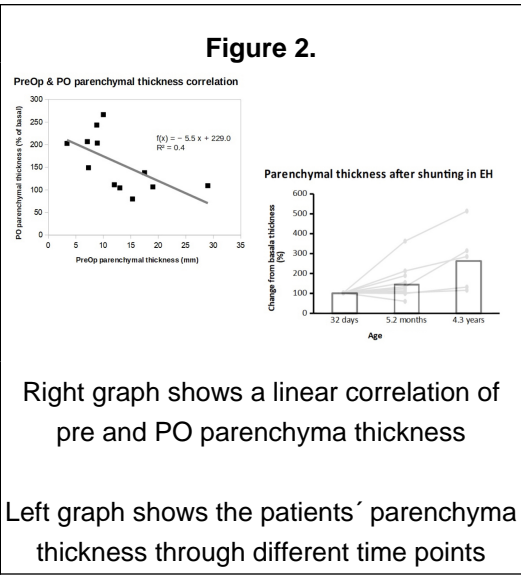 Figure 2.
PreOp & PO parenchymal thickness correlation
PO parenchymal thickness (% of basal)
300
250
200
150
100
50
0
f(x) = − 5.5 x + 229.0
R² = 0.4
0 5 10 15 20 25 30 35
PreOp parenchymal thickness (mm)
Parenchymal thickness after shunting in EH
Change from basala thickness
(%)
600
500
400
300
200
100
0
32 days 5.2 months 4.3 years
Age
Right graph shows a linear correlation of
pre and PO parenchyma thickness
Left graph shows the patients´ parenchyma
thickness through different time points